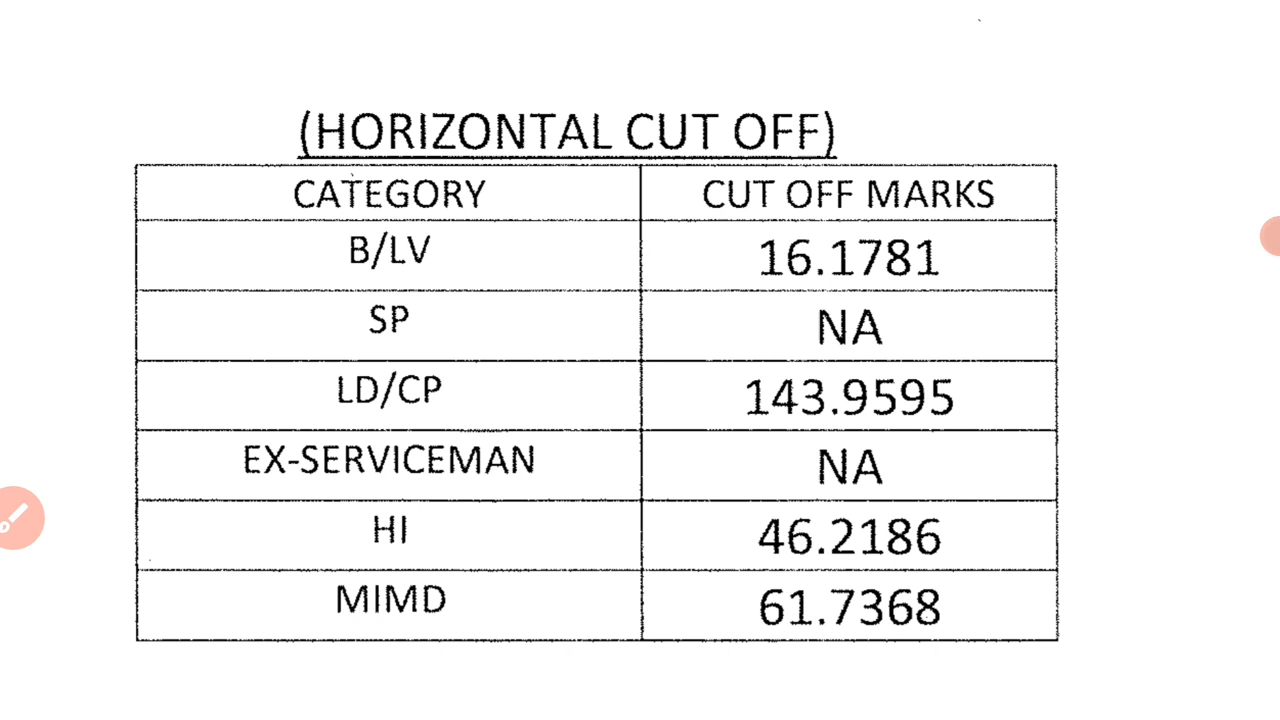 (HORIZONTAL CUT OFF)
CATEGORY CUT OFF MARKS
B/LV 16.1781
SP NA
LD/CP 143.9595
EX-SERVICEMAN NA
HI 46.2186
MIMD 61.7368